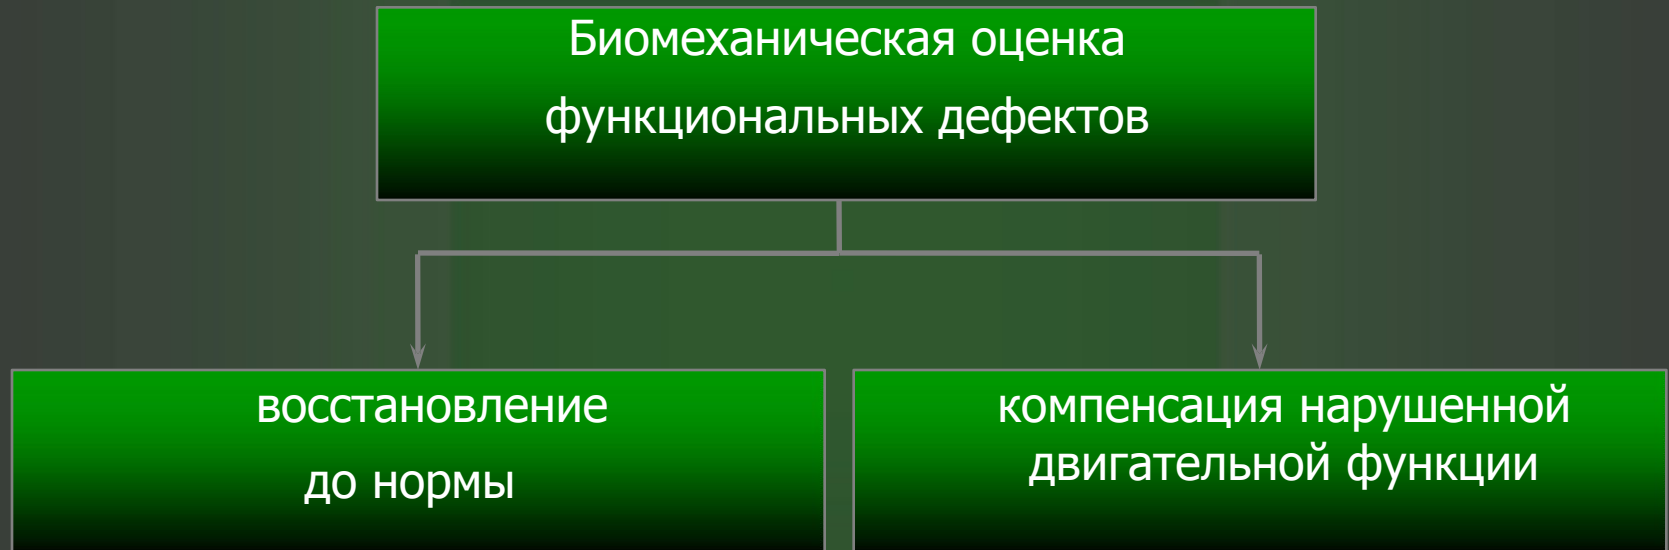 Биомеханическая оценка
функциональных дефектов
восстановление
до нормы
компенсация нарушенной
двигательной функции